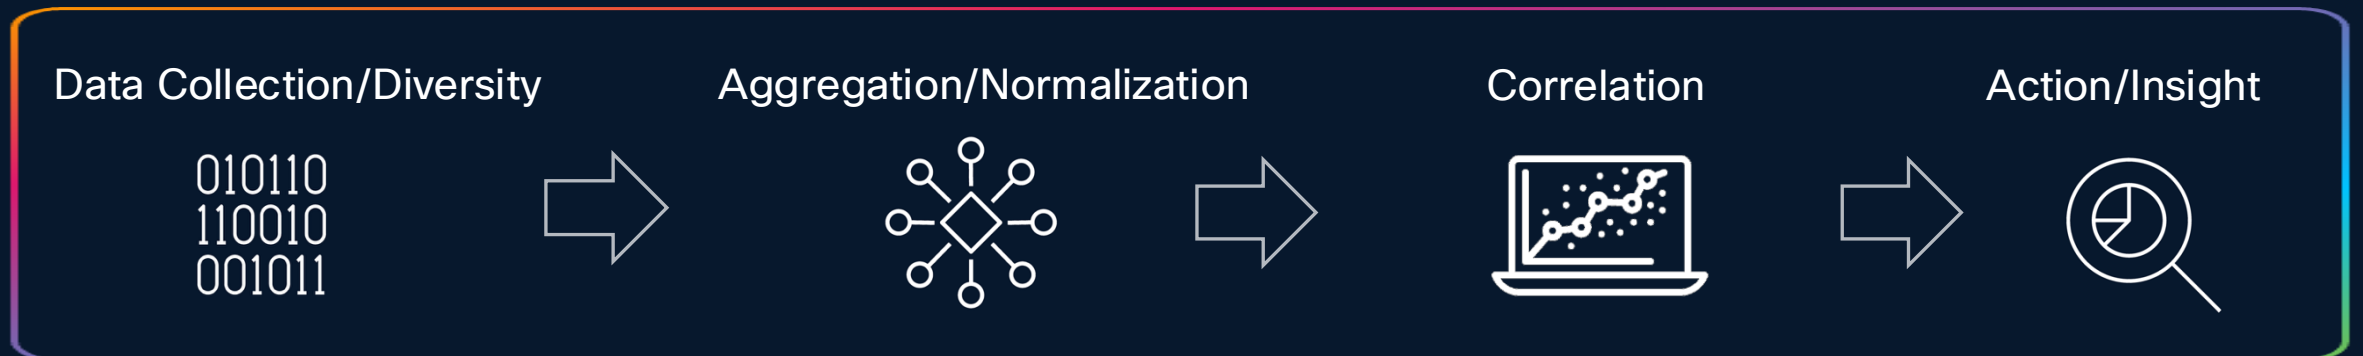 Data Collection/Diversity
Aggregation/Normalization
Correlation
Action/Insight
010110
110010
001011